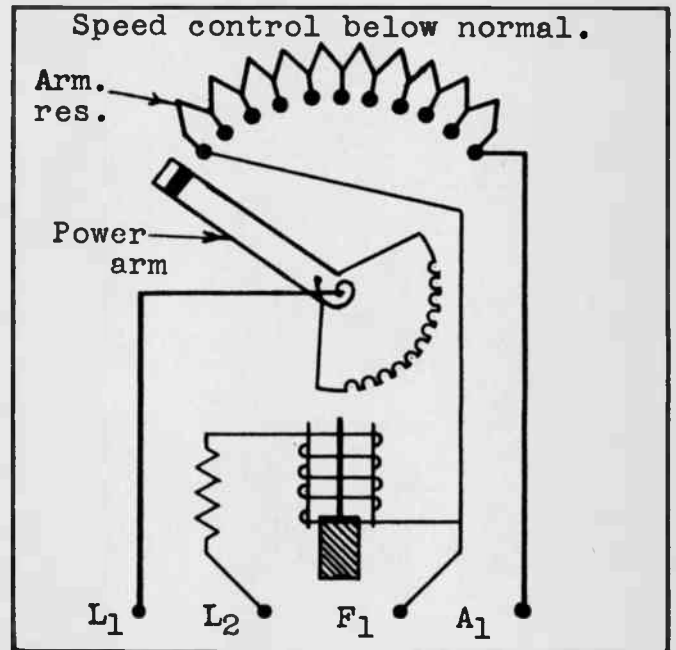 Speed control below normal.
Arm.
res.
Power
arm
L1 L2 F1 A1